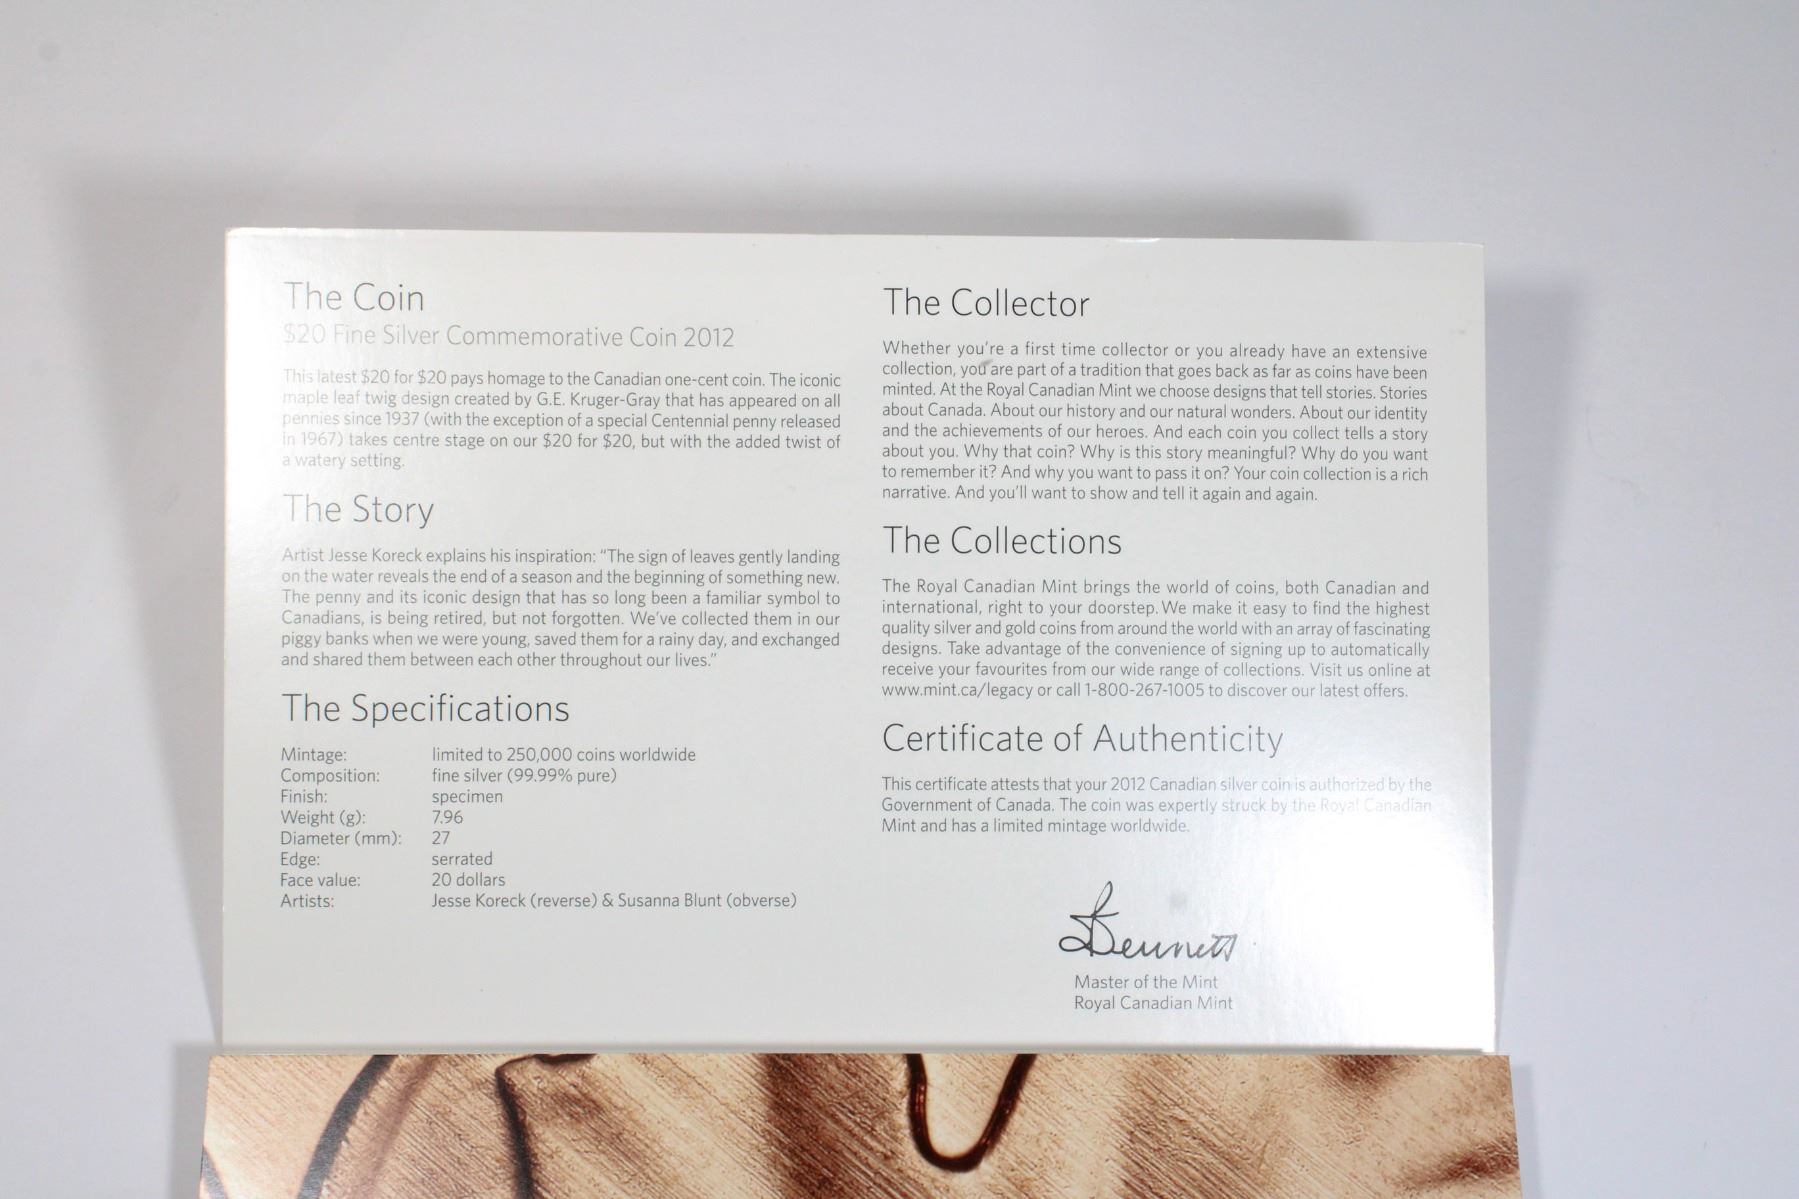 The Coin
$20 Fine Silver Commemorative Coin 2012
This latest $20 for $20 pays homage to the Canadian one-cent coin. The iconic
maple leaf twig design created by G.E. Kruger-Gray that has appeared on all
pennies since 1937 (with the exception of a special Centennial penny released
in 1967) takes centre stage on our $20 for $20, but with the added twist of
a watery setting.
The Story
Artist Jesse Koreck explains his inspiration: “The sign of leaves gently landing
on the water reveals the end of a season and the beginning of something new.
The penny and its iconic design that has so long been a familiar symbol to
Canadians, is being retired, but not forgotten. We’ve collected them in our
piggy banks when we were young, saved them for a rainy day, and exchanged
and shared them between each other throughout our lives.”
The Specifications
Mintage: limited to 250,000 coins worldwide
Composition: fine silver (99.99% pure)
Finish: specimen
Weight (g): 7.96
Diameter (mm): 27
Edge: serrated
Face value: 20 dollars
Artists: Jesse Koreck (reverse) & Susanna Blunt (obverse)
The Collector
Whether you’re a first time collector or you already have an extensive
collection, you are part of a tradition that goes back as far as coins have been
minted. At the Royal Canadian Mint we choose designs that tell stories. Stories
about Canada. About our history and our natural wonders. About our identity
and the achievements of our heroes. And each coin you collect tells a story
about you. Why that coin? Why is this story meaningful? Why do you want
to remember it? And why you want to pass it on? Your coin collection is a rich
narrative. And you’ll want to show and tell it again and again.
The Collections
The Royal Canadian Mint brings the world of coins, both Canadian and
international, right to your doorstep. We make it easy to find the highest
quality silver and gold coins from around the world with an array of fascinating
designs. Take advantage of the convenience of signing up to automatically
receive your favourites from our wide range of collections. Visit us online at
www.mint.ca/legacy or call 1-800-267-1005 to discover our latest offers.
Certificate of Authenticity
This certificate attests that your 2012 Canadian silver coin is authorized by the
Government of Canada. The coin was expertly struck by the Royal Canadian
Mint and has a limited mintage worldwide.
Bennett
Master of the Mint
Royal Canadian Mint